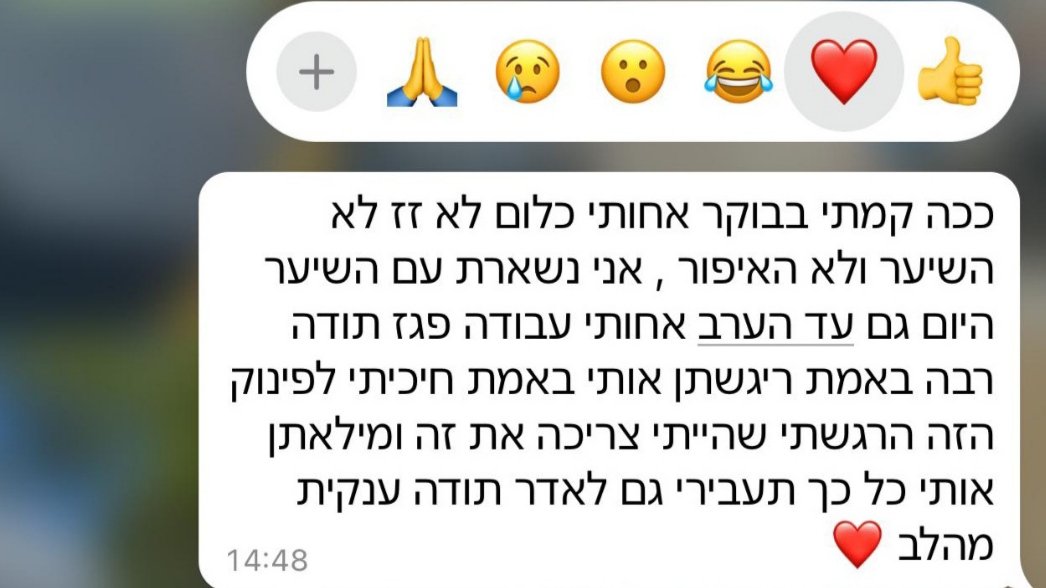 ככה קמתי בבוקר אחותי כלום לא זז לא
השיער ולא האיפור , אני נשארת עם השיער
היום גם עד הערב אחותי עבודה פגז תודה
רבה באמת ריגשתן אותי באמת חיכיתי לפינוק
הזה הרגשתי שהייתי צריכה את זה ומילאתן
אותי כל כך תעבירי גם לאדר תודה ענקית
מהלב ❤️
14:48